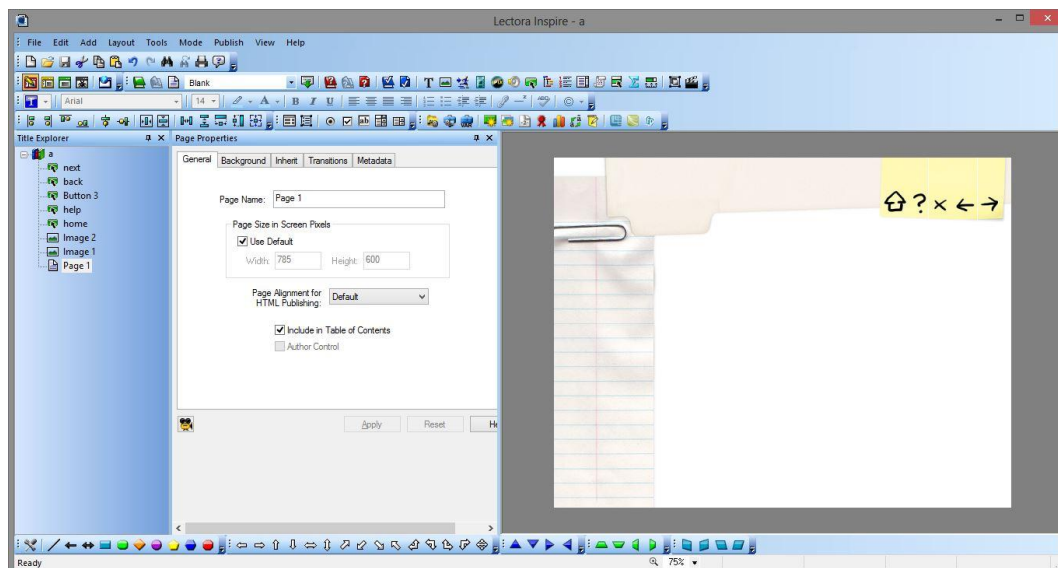 Lectora Inspire - a
File Edit Add Layout Tools Mode Publish View Help
Blank
Arial 14 A B I U
Title Explorer
a
next
back
Button 3
help
home
Image 2
Image 1
Page 1
Page Properties
General Background Inherit Transitions Metadata
Page Name: Page 1
Page Size in Screen Pixels
Use Default
Width: 785 Height: 600
Page Alignment for
HTML Publishing: Default
Include in Table of Contents
Author Control
Apply Reset He
? × ← →
Ready 75%